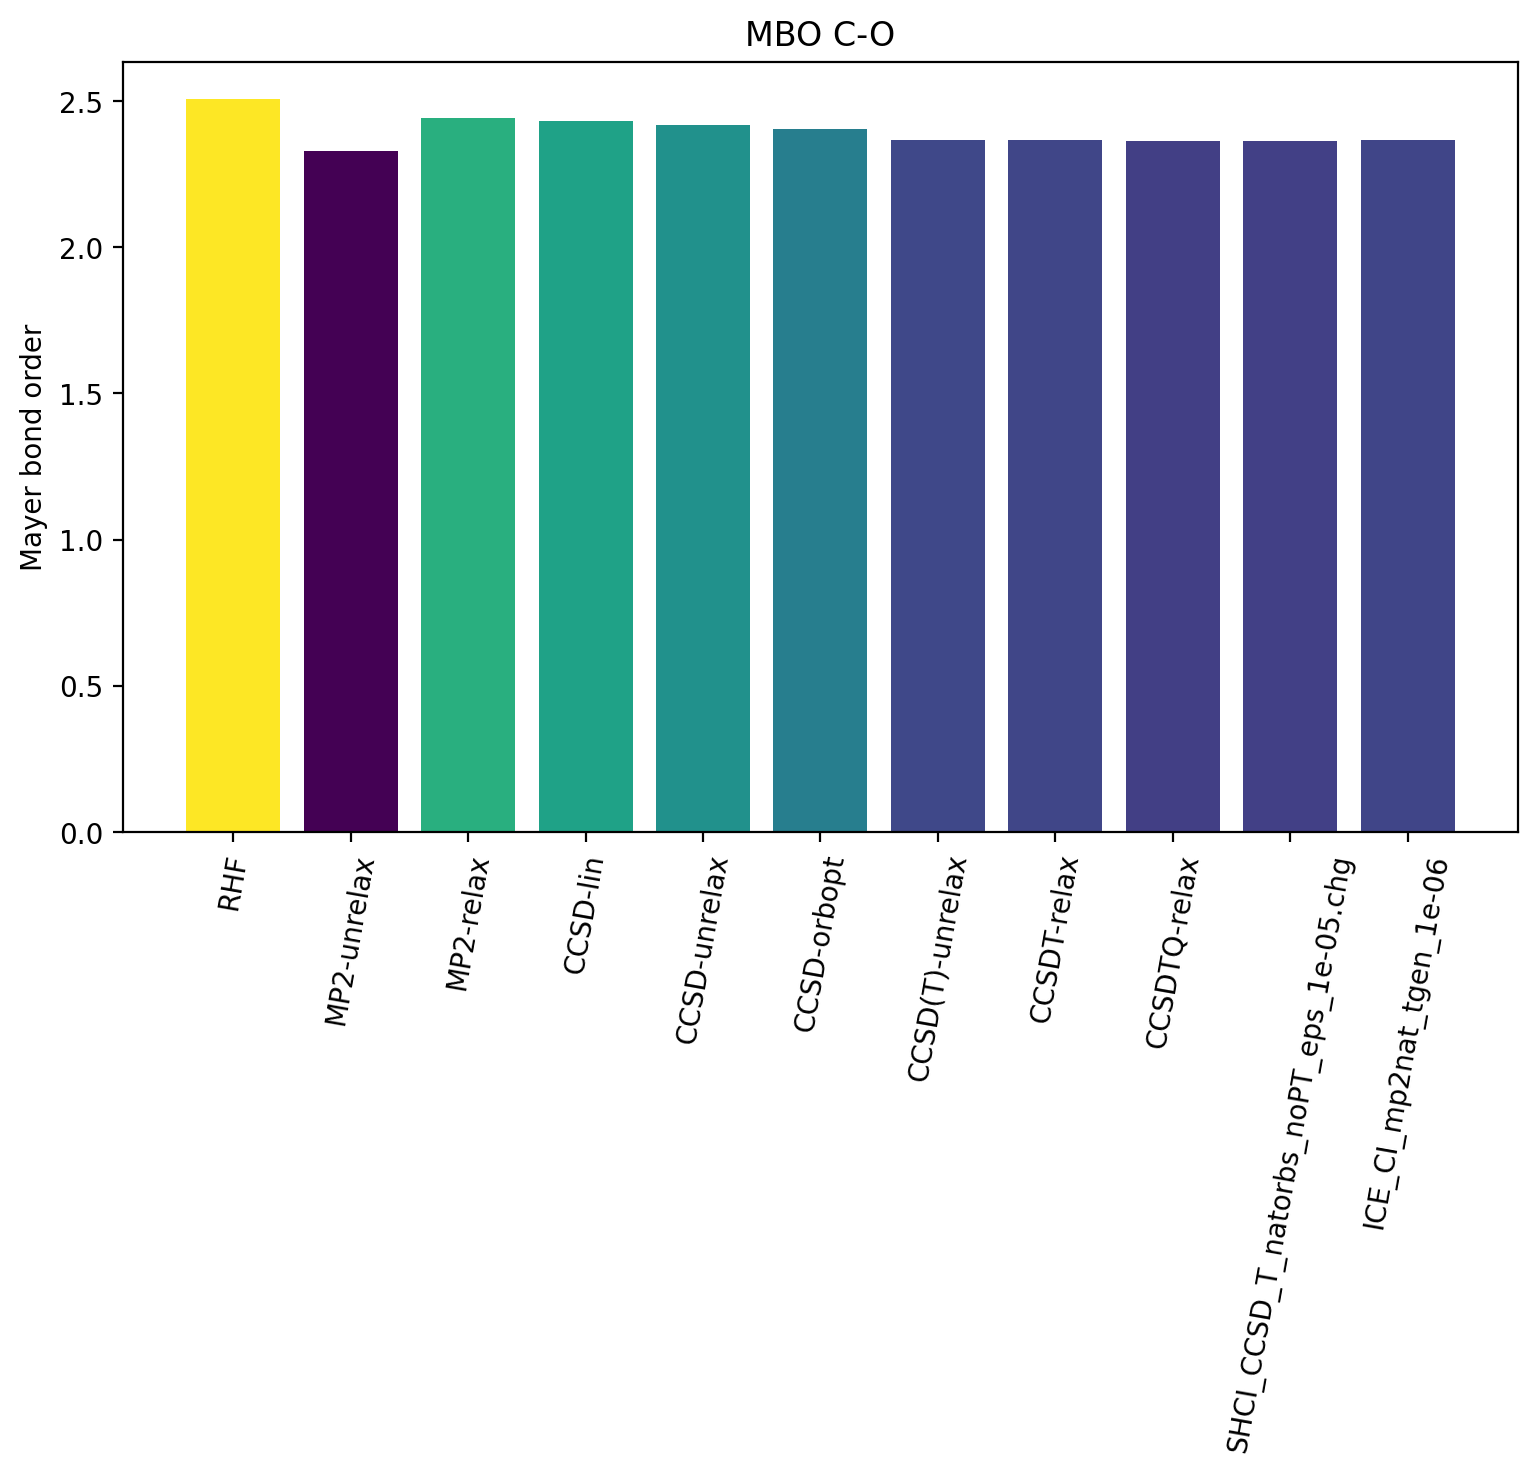 MBO C-O
Mayer bond order
2.5
2.0
1.5
1.0
0.5
0.0
RHF
MP2-unrelax
MP2-relax
CCSD-lin
CCSD-unrelax
CCSD-orbopt
CCSD(T)-unrelax
CCSDT-relax
CCSDTQ-relax
SHCI_CCSD_T_natorbs_noPT_eps_1e-05.chg
ICE_CI_mp2nat_tgen_1e-06